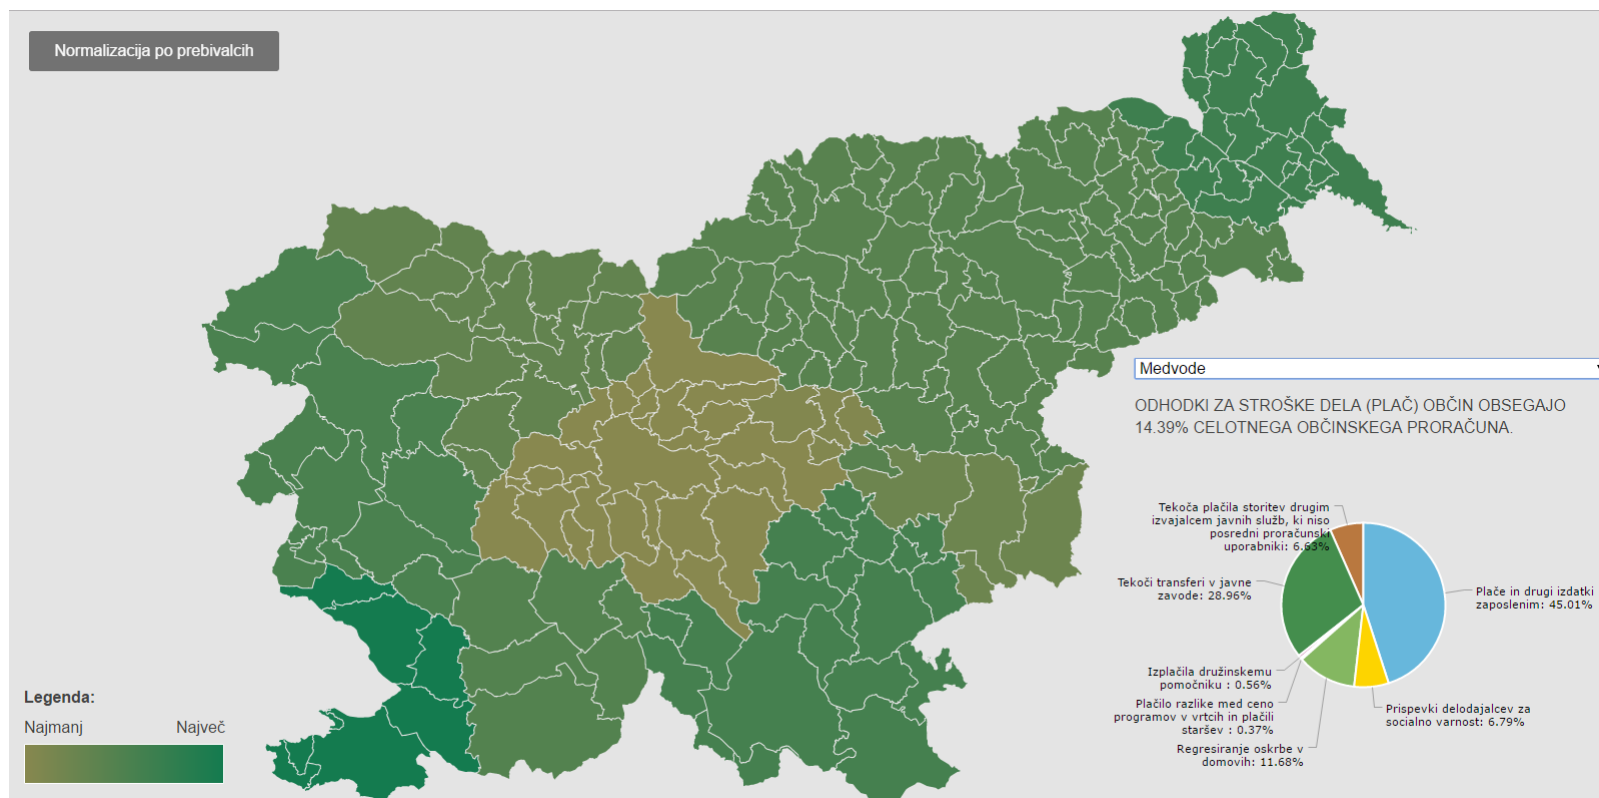 Normalizacija po prebivalcih
Medvode
ODHODKI ZA STROŠKE DELA (PLAČ) OBČIN OBSEGAJO
14.39% CELOTNEGA OBČINSKEGA PRORAČUNA.
Tekoča plačila storitev drugim
izvajalcem javnih služb, ki niso
posredni proračunski
uporabniki: 6.63%
Tekoči transferi v javne
zavode: 28.96%
Plače in drugi izdatki
zaposlenim: 45.01%
Izplačila družinskemu
pomočniku : 0.56%
Plačilo razlike med ceno
programov v vrtcih in plačili
staršev : 0.37%
Prispevki delodajalcev za
socialno varnost: 6.79%
Regresiranje oskrbe v
domovih: 11.68%
Legenda:
Najmanj Največ